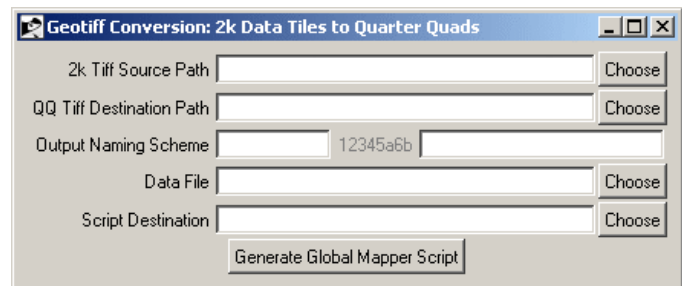 Geotiff Conversion: 2k Data Tiles to Quarter Quads
2k Tiff Source Path Choose
QQ Tiff Destination Path Choose
Output Naming Scheme 12345a6b
Data File Choose
Script Destination Choose
Generate Global Mapper Script